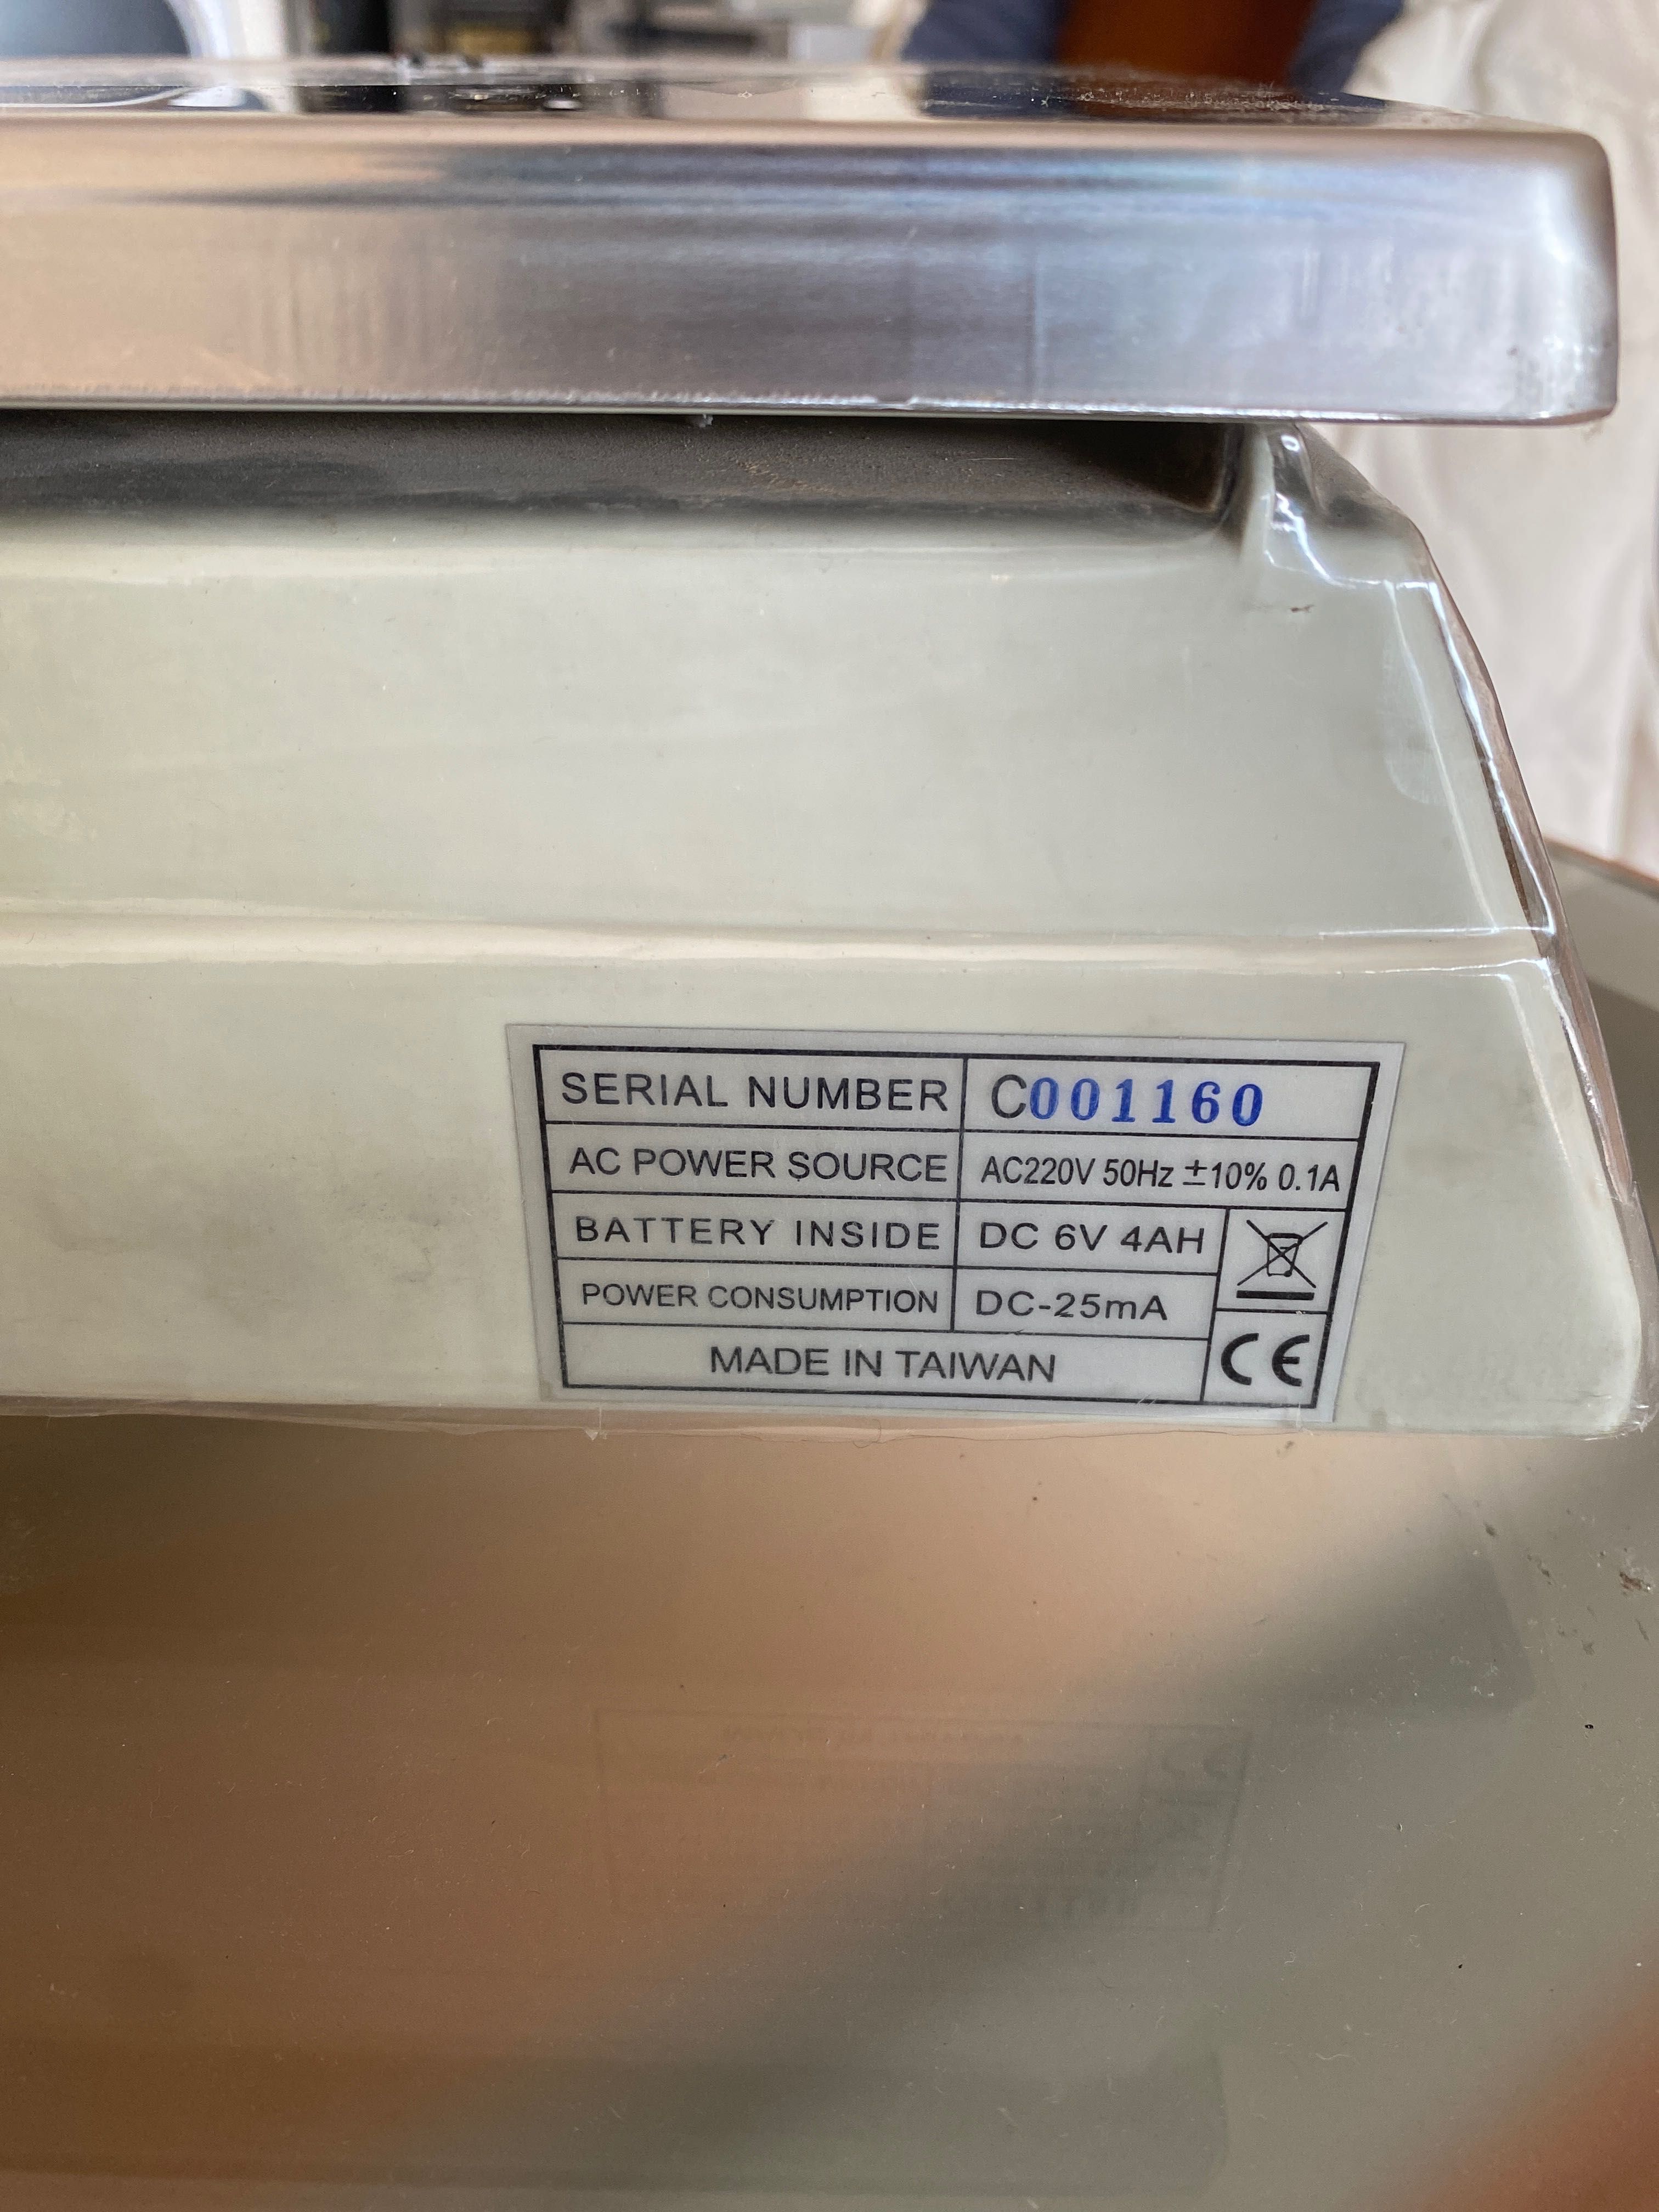 SERIAL NUMBER C001160
AC POWER SOURCE AC220V 50Hz ±10% 0.1A
BATTERY INSIDE DC 6V 4AH
POWER CONSUMPTION DC-25mA
MADE IN TAIWAN CE